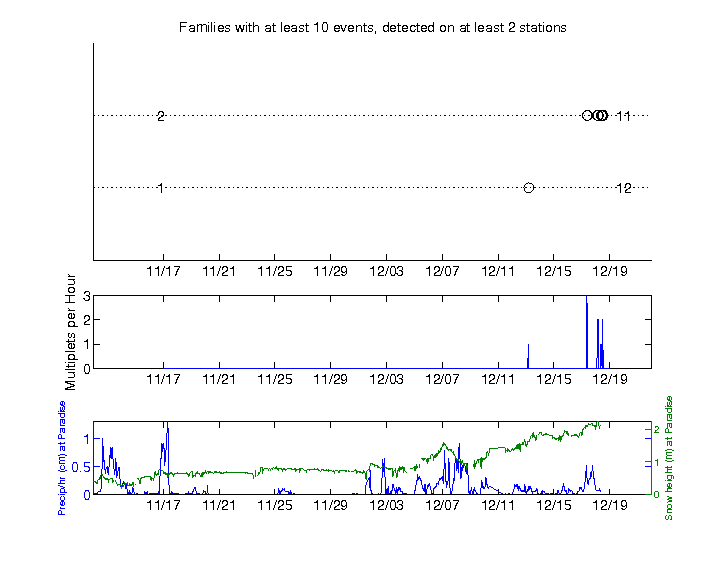 Families with at least 10 events, detected on at least 2 stations
2 11
1 12
11/17 11/21 11/25 11/29 12/03 12/07 12/11 12/15 12/19
Multiplets per Hour
3
2
1
0
11/17 11/21 11/25 11/29 12/03 12/07 12/11 12/15 12/19
Precip/hr (cm) at Paradise
1
0.5
0
2
1
0
Snow height (m) at Paradise
11/17 11/21 11/25 11/29 12/03 12/07 12/11 12/15 12/19